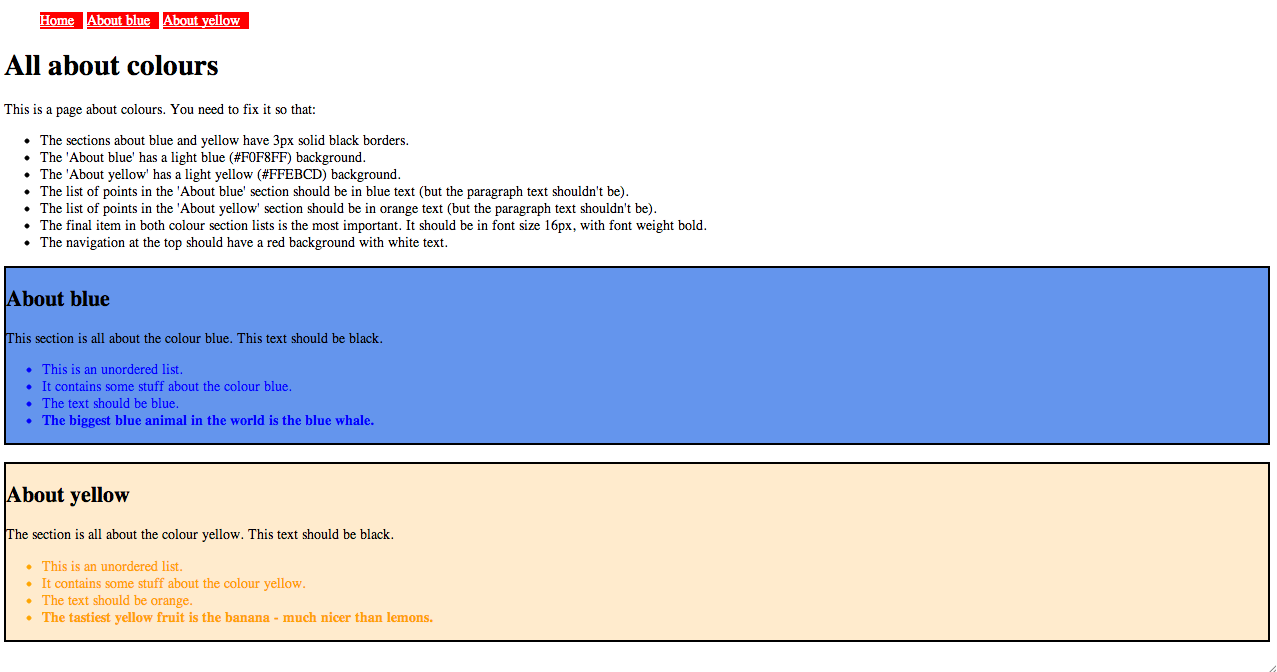 Home About blue About yellow
All about colours
This is a page about colours. You need to fix it so that:
• The sections about blue and yellow have 3px solid black borders.
• The 'About blue' has a light blue (#F0F8FF) background.
• The 'About yellow' has a light yellow (#FFEBCD) background.
• The list of points in the 'About blue' section should be in blue text (but the paragraph text shouldn't be).
• The list of points in the 'About yellow' section should be in orange text (but the paragraph text shouldn't be).
• The final item in both colour section lists is the most important. It should be in font size 16px, with font weight bold.
• The navigation at the top should have a red background with white text.
About blue
This section is all about the colour blue. This text should be black.
• This is an unordered list.
• It contains some stuff about the colour blue.
• The text should be blue.
• The biggest blue animal in the world is the blue whale.
About yellow
The section is all about the colour yellow. This text should be black.
• This is an unordered list.
• It contains some stuff about the colour yellow.
• The text should be orange.
• The tastiest yellow fruit is the banana - much nicer than lemons.